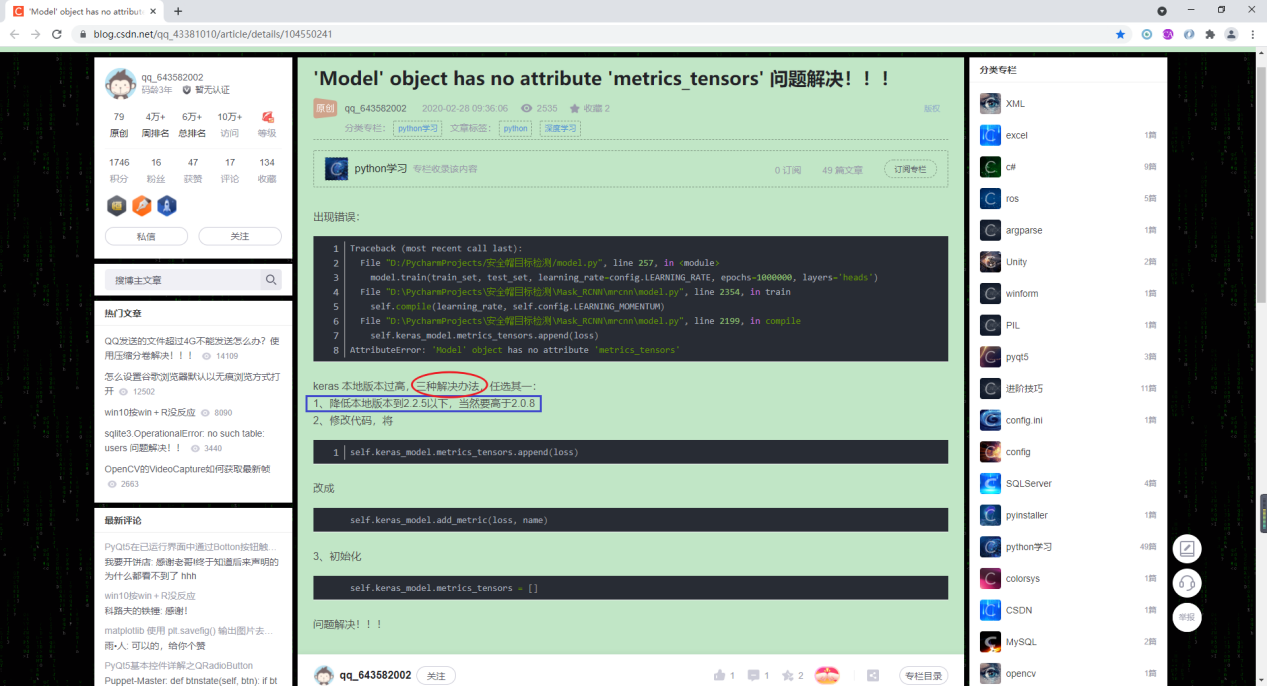 'Model' object has no attribut
blog.csdn.net/qq_43381010/article/details/104550241
qq_643582002
码龄3年 暂无认证
79 4万+ 6万+ 10万+
原创 周排名 总排名 访问 等级
1746 16 47 17 134
积分 粉丝 获赞 评论 收藏
私信 关注
搜博主文章
热门文章
QQ发送的文件超过4G不能发送怎么办？使
用压缩分卷解决！！！ 14109
怎么设置谷歌浏览器默认以无痕浏览方式打
开 12502
win10按win + R没反应 8090
sqlite3.OperationalError: no such table:
users 问题解决！！ 3440
OpenCV的VideoCapture如何获取最新帧
2663
最新评论
PyQt5在已运行界面中通过Botton按钮触...
我要开饼店: 感谢老哥!终于知道后来声明的
为什么都看不到了 hhh
win10按win + R没反应
科路夫的铁锤: 感谢!
matplotlib 使用 plt.savefig() 输出图片去...
雨•人: 可以的，给你个赞
PyQt5基本控件详解之QRadioButton
Puppet-Master: def btnstate(self, btn): if bt
'Model' object has no attribute 'metrics_tensors' 问题解决！！！
原创 qq_643582002 2020-02-28 09:36:06 2535 收藏 2 版权
分类专栏： python学习 文章标签： python 深度学习
python学习 专栏收录该内容 0 订阅 49 篇文章 订阅专栏
出现错误：
1 Traceback (most recent call last):
2 File "D:/PycharmProjects/安全帽目标检测/model.py", line 257, in <module>
3 model.train(train_set, test_set, learning_rate=config.LEARNING_RATE, epochs=1000000, layers='heads')
4 File "D:\PycharmProjects\安全帽目标检测\Mask_RCNN\mrcnn\model.py", line 2354, in train
5 self.compile(learning_rate, self.config.LEARNING_MOMENTUM)
6 File "D:\PycharmProjects\安全帽目标检测\Mask_RCNN\mrcnn\model.py", line 2199, in compile
7 self.keras_model.metrics_tensors.append(loss)
8 AttributeError: 'Model' object has no attribute 'metrics_tensors'
keras 本地版本过高，三种解决办法，任选其一：
1、降低本地版本到2.2.5以下，当然要高于2.0.8
2、修改代码，将
1 self.keras_model.metrics_tensors.append(loss)
改成
self.keras_model.add_metric(loss, name)
3、初始化
self.keras_model.metrics_tensors = []
问题解决！！！
qq_643582002 关注 1 1 2 专栏目录
分类专栏
XML
excel 1篇
c# 9篇
ros 5篇
argparse 1篇
Unity 2篇
winform 1篇
PIL 1篇
pyqt5 3篇
进阶技巧 11篇
config.ini 1篇
config 1篇
SQLServer 4篇
pyinstaller 1篇
python学习 49篇
colorsys 1篇
CSDN 1篇
MySQL 2篇
opencv 1篇
举报